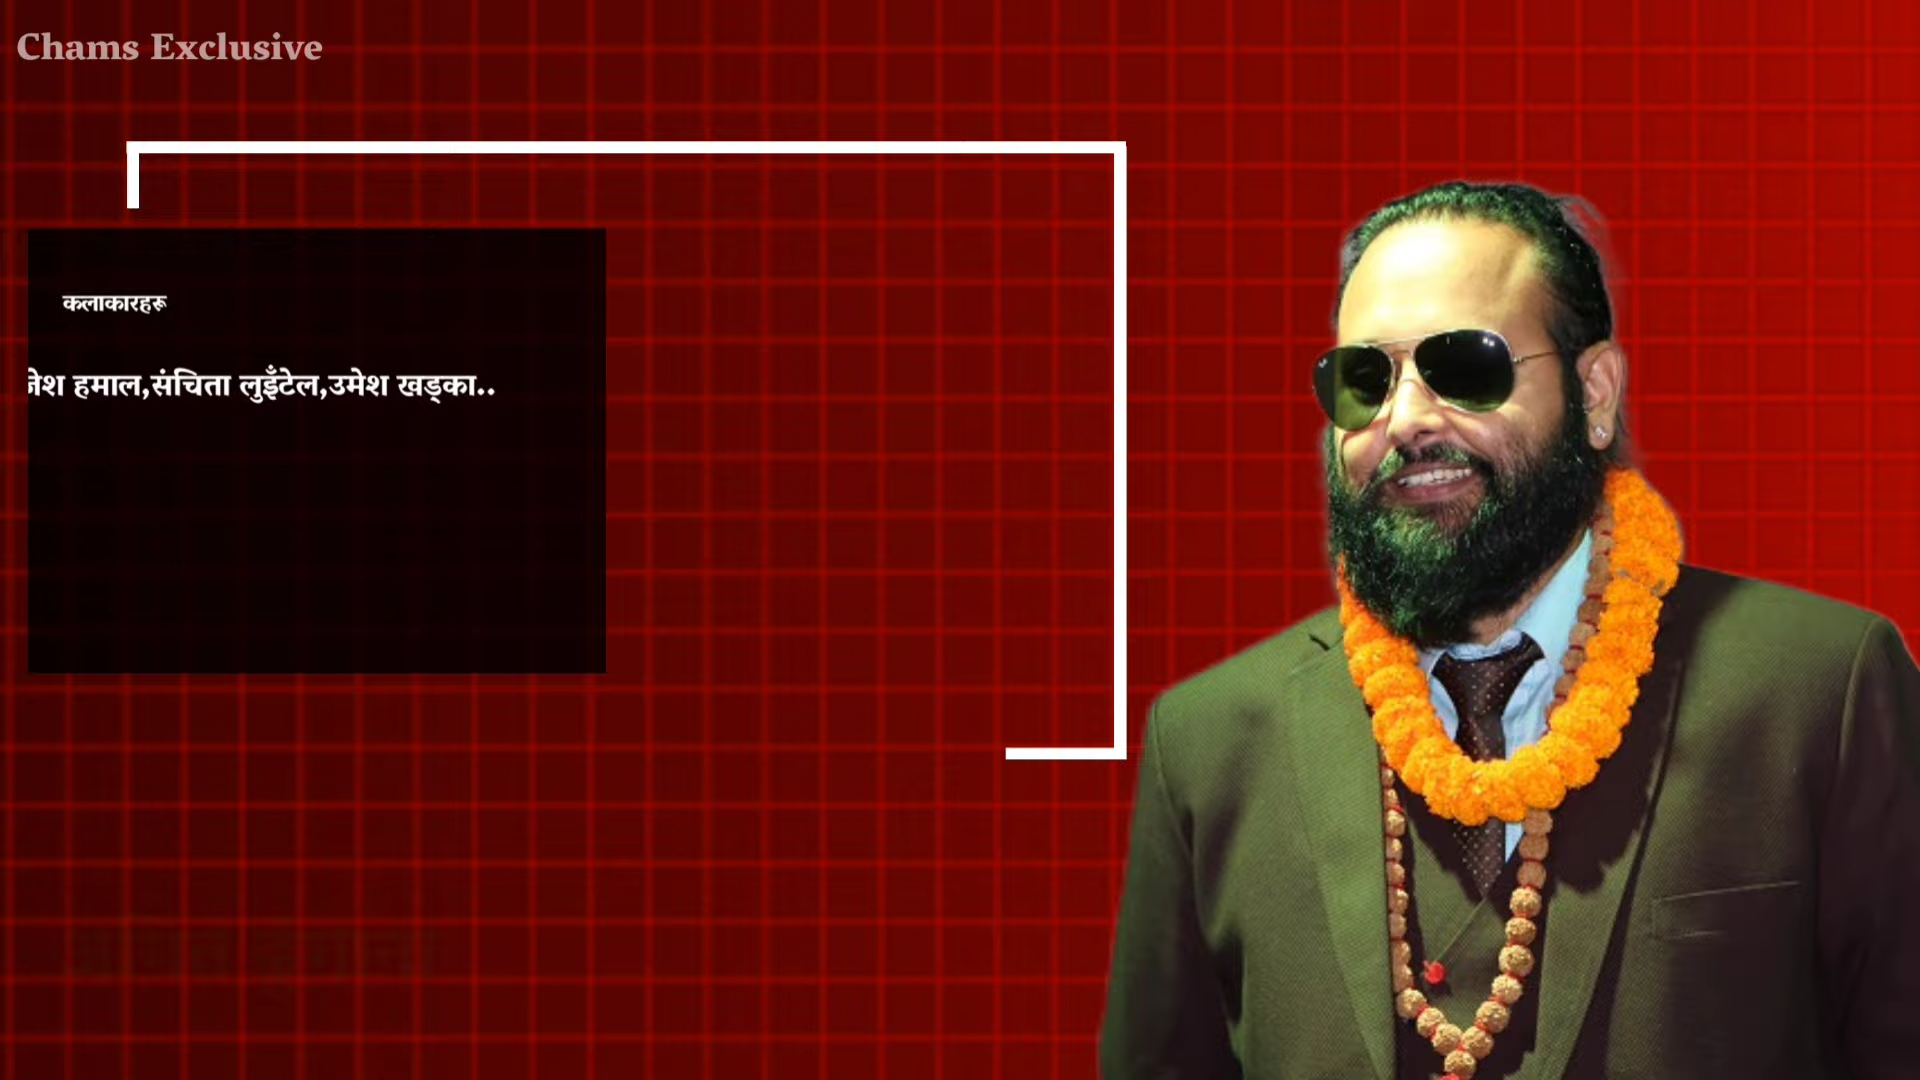 Chams Exclusive
कलाकारहरू
हमाल,संचिता लुइँटेल,उमेश खड्का..